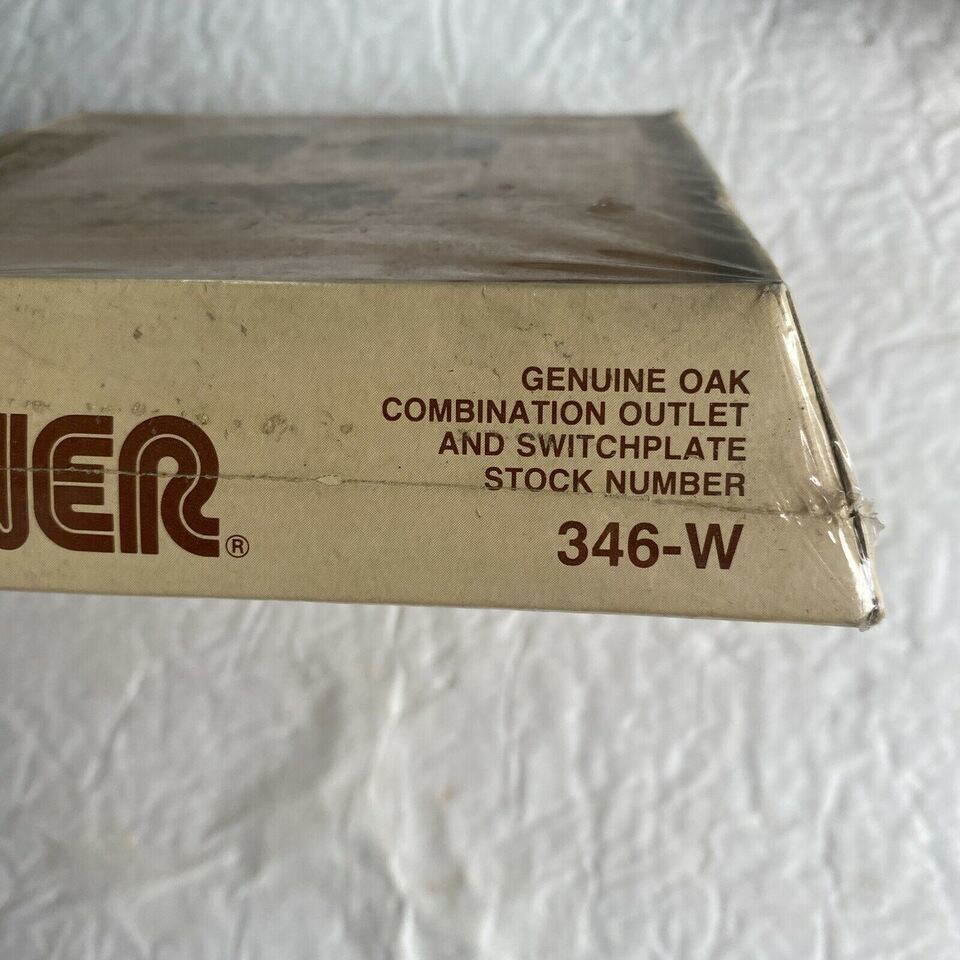 GENUINE OAK
COMBINATION OUTLET
AND SWITCHPLATE
STOCK NUMBER
346-W
®